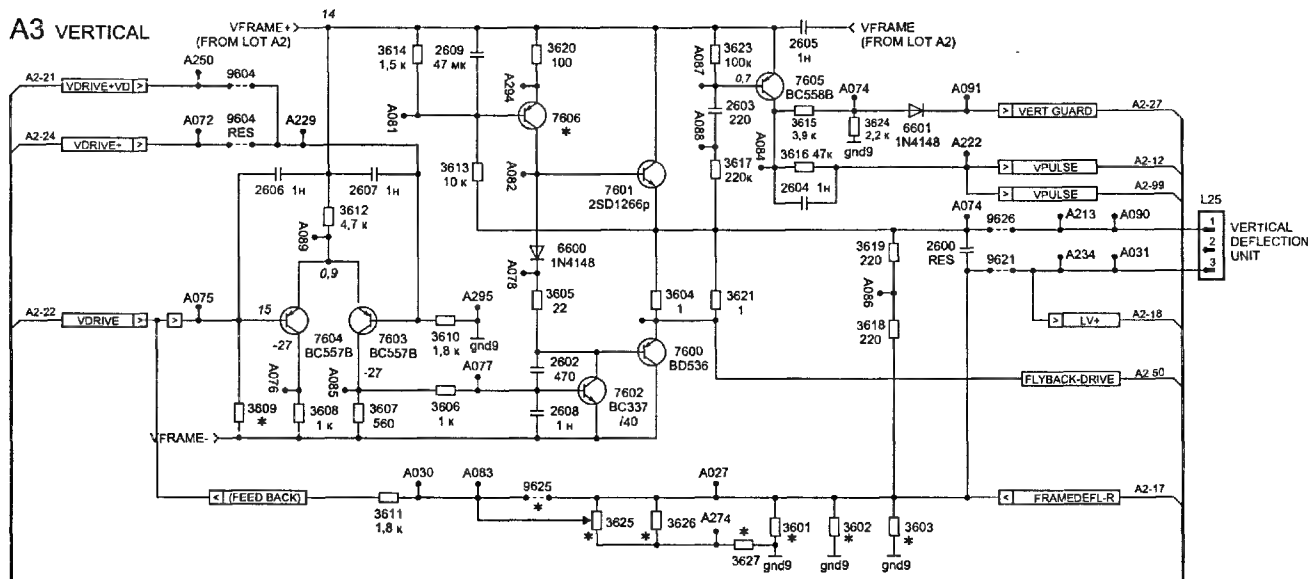 A3 VERTICAL
VFRAME+
(FROM LOT A2)
14
VFRAME
(FROM LOT A2)
3614
1,5 к
2609
47 мк
3620
100
3623
100к
2605
1н
A087
0,7
7605
BC558B
A074
A091
VERT GUARD
A2-27
A250
9604
A2-21
VDRIVE+VD
A294
A081
7606
*
2603
220
A088
3615
3,9 к
3624
2,2 к
gnd9
6601
1N4148
A072
9604
RES
A229
A2-24
VDRIVE+
3613
10 к
A082
3617
220к
A084
3616 47к
A222
VPULSE
A2-12
2604 1н
VPULSE
A2-99
2606 1н
2607 1н
7601
2SD1266p
L25
3612
4,7 к
A089
A074
9626
A213
A090
1
2
3
VERTICAL
DEFLECTION
UNIT
6600
1N4148
3619
220
2600
RES
9621
A234
A031
0,9
A078
3605
22
3604
1
3621
1
A086
A075
15
A295
A2-22
VDRIVE
3618
220
LV+
A2-18
-27
7604
BC557B
7603
BC557B
3610
1,8 к
gnd9
7600
BD536
-27
A077
2602
470
7602
BC337
/40
A076
A085
FLYBACK-DRIVE
A2-50
3609
*
3608
1 к
3607
560
3606
1 к
2608
1 н
VFRAME-
A030
A083
9625
*
A027
(FEED BACK)
FRAMEDEFL-R
A2-17
3611
1,8 к
3625
*
3626
*
A274
*
3627
3601
*
gnd9
3602
*
gnd9
3603
*
gnd9